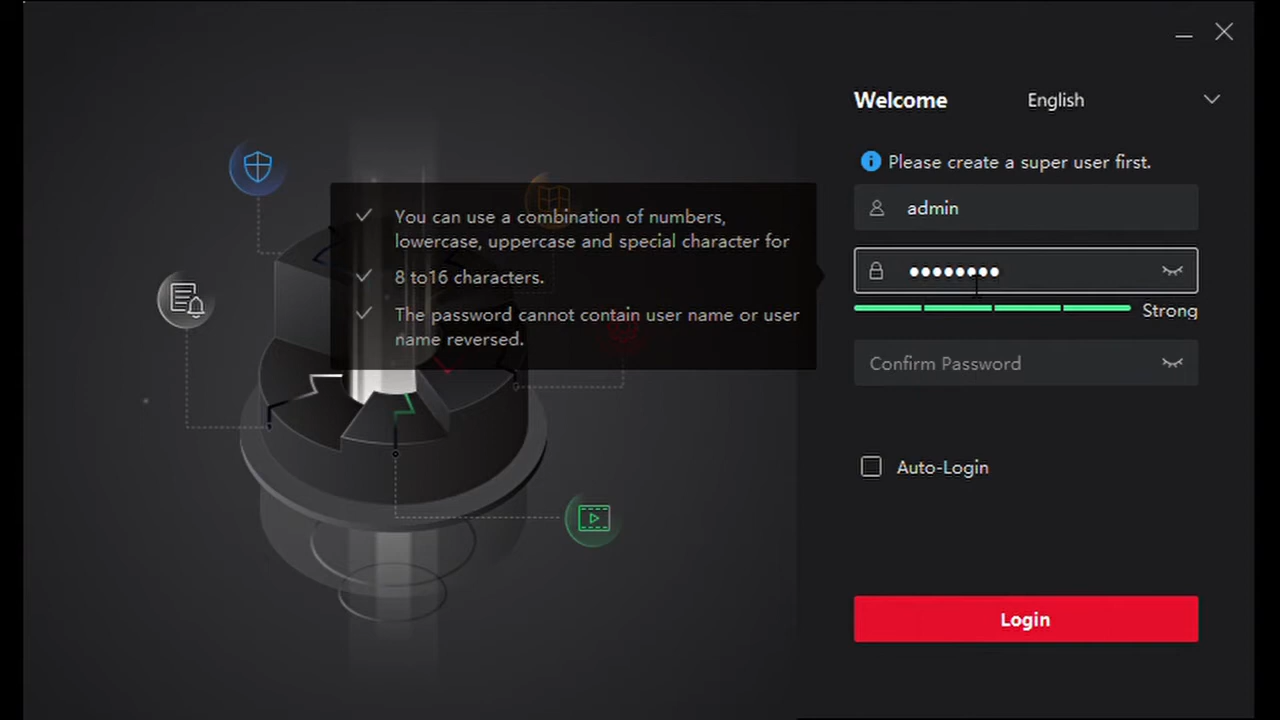 Welcome
English
Please create a super user first.
admin
You can use a combination of numbers,
lowercase, uppercase and special character for
8 to16 characters.
The password cannot contain user name or user
name reversed.
••••••••
Strong
Confirm Password
Auto-Login
Login